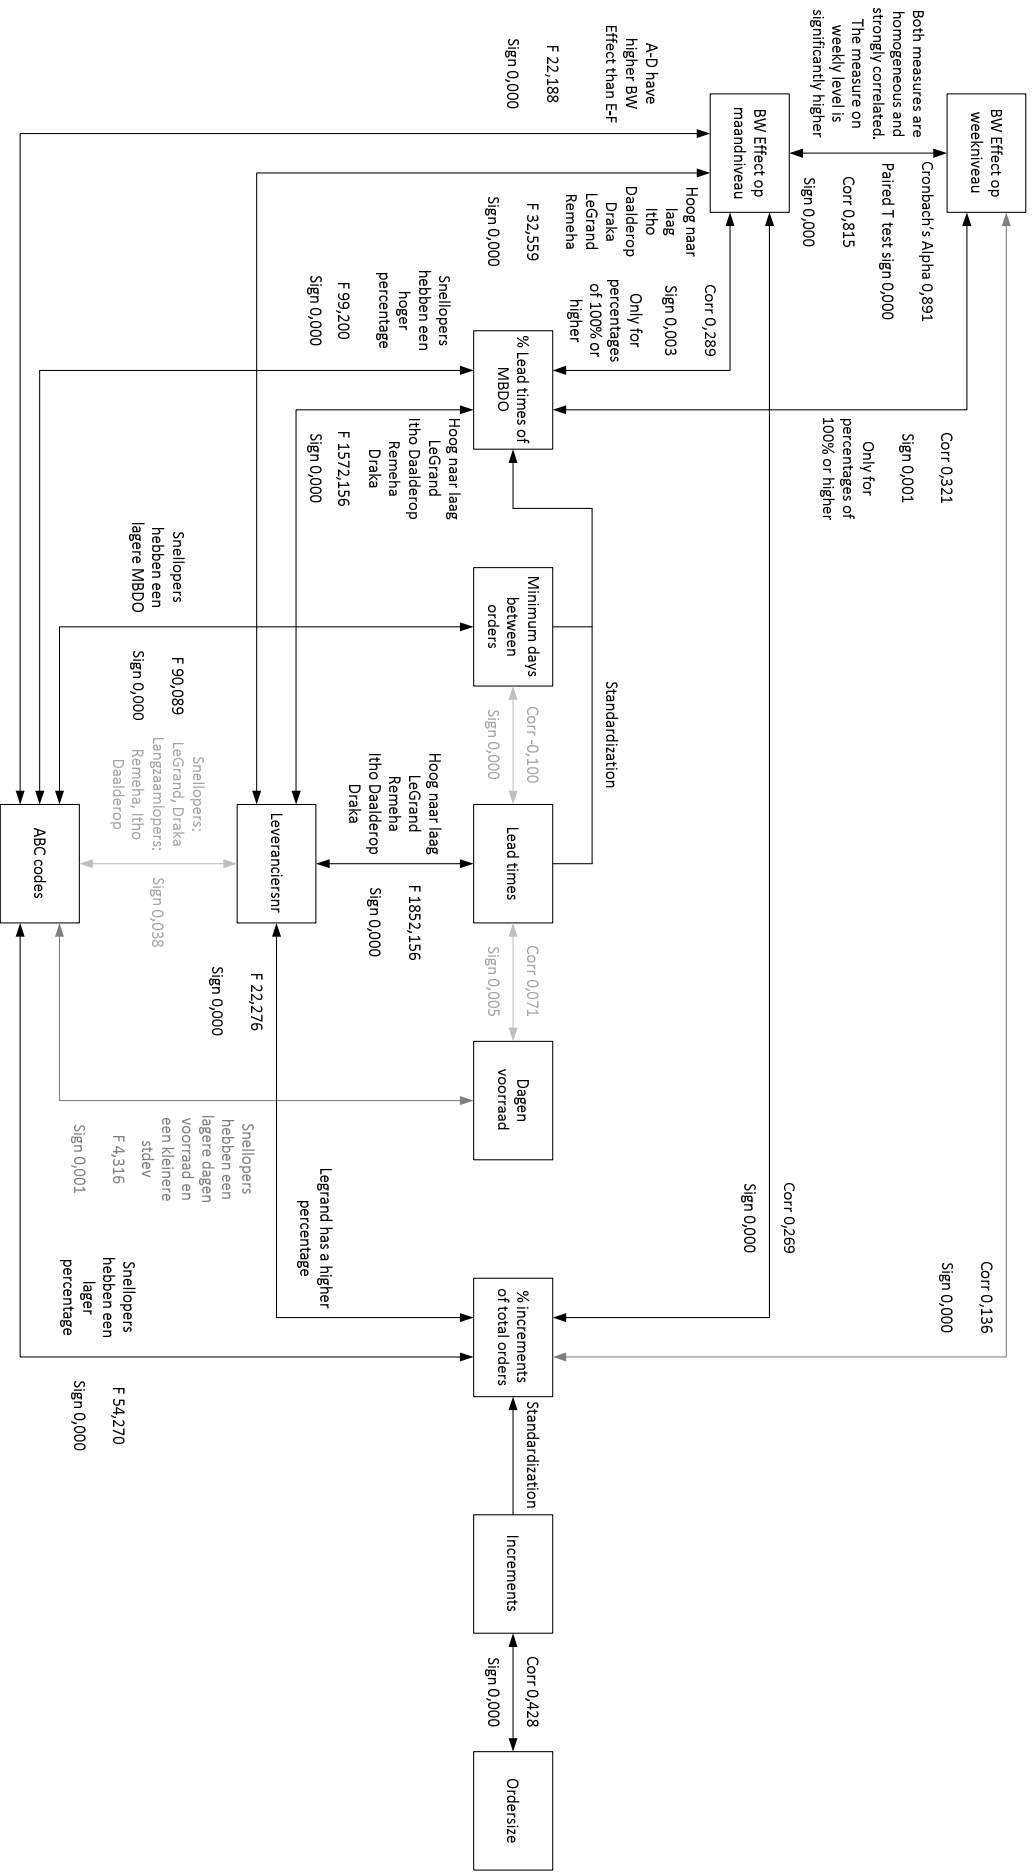 BW Effect op
weekniveau
Both measures are
homogeneous and
strongly correlated.
The measure on
weekly level is
significantly higher
Cronbach's Alpha 0,891
Paired T test sign 0,000
Corr 0,815
Sign 0,000
BW Effect op
maandniveau
Corr 0,321
Sign 0,001
Only for
percentages of
100% or higher
Corr 0,136
Sign 0,000
Corr 0,269
Sign 0,000
A-D have
higher BW
Effect than E-F
F 22,188
Sign 0,000
Hoog naar
laag
Itho
Daalderop
Draka
LeGrand
Remeha
F 32,559
Sign 0,000
Corr 0,289
Sign 0,003
Only for
percentages
of 100% or
higher
Standardization
% Lead times of
MBDO
Minimum days
between
orders
Corr -0,100
Sign 0,000
Lead times
Corr 0,071
Sign 0,005
Dagen
voorraad
% increments
of total orders
Standardization
Increments
Corr 0,428
Sign 0,000
Ordersize
Snellopers
hebben een
hoger
percentage
F 99,200
Sign 0,000
Hoog naar laag
LeGrand
Itho Daalderop
Remeha
Draka
F 1572,156
Sign 0,000
Hoog naar laag
LeGrand
Remeha
Itho Daalderop
Draka
F 1852,156
Sign 0,000
Legrand has a higher
percentage
F 22,276
Sign 0,000
Leveranciersnr
Snellopers
hebben een
lagere MBDO
F 90,089
Sign 0,000
Snellopers:
LeGrand, Draka
Langzaamlopers:
Remeha, Itho
Daalderop
Sign 0,038
Snellopers
hebben een
lagere dagen
voorraad en
een kleinere
stdev
F 4,316
Sign 0,001
Snellopers
hebben een
lager
percentage
F 54,270
Sign 0,000
ABC codes